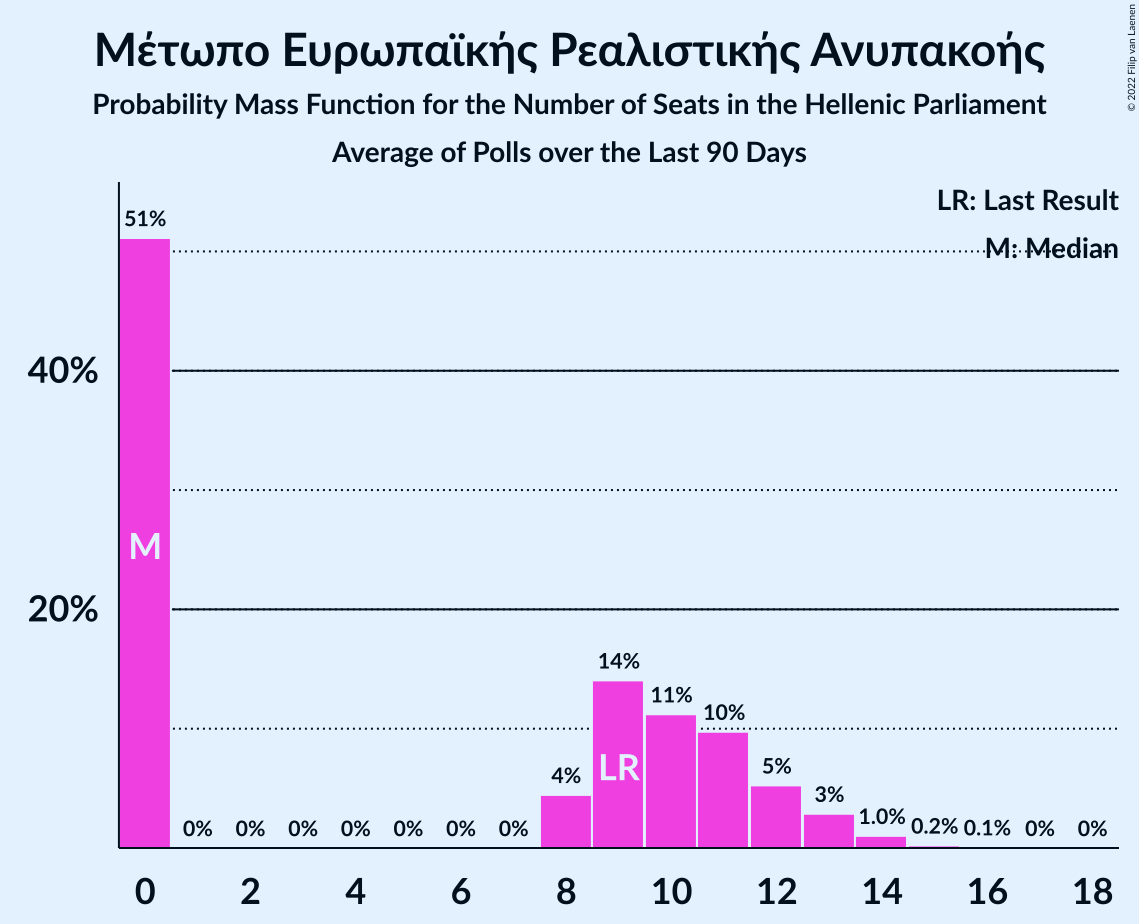 Μέτωπο Ευρωπαϊκής Ρεαλιστικής Ανυπακοής
Probability Mass Function for the Number of Seats in the Hellenic Parliament
Average of Polls over the Last 90 Days
© 2022 Filip van Laenen
LR: Last Result
M: Median
51%
40%
M
20%
14%
11%
10%
LR
4%
5%
3%
0% 0% 0% 0% 0% 0% 0%
1.0% 0.2% 0.1% 0% 0%
0 2 4 6 8 10 12 14 16 18